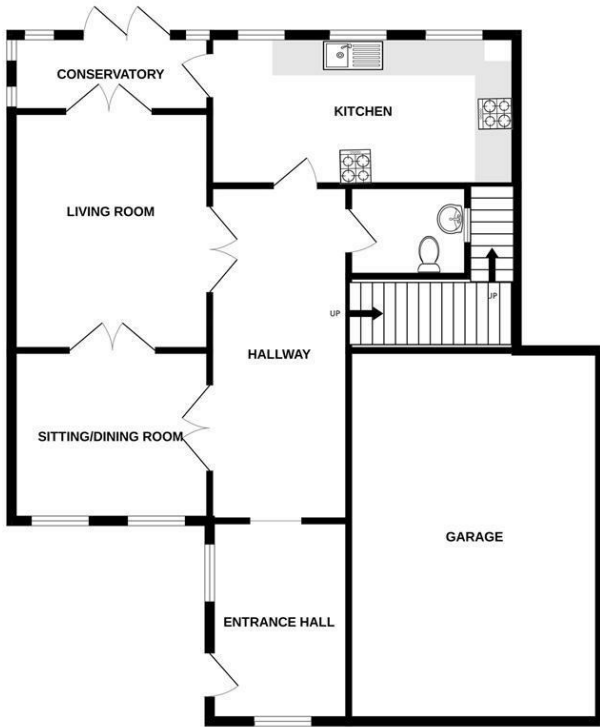 CONSERVATORY
KITCHEN
LIVING ROOM
UP
UP
HALLWAY
SITTING/DINING ROOM
GARAGE
ENTRANCE HALL